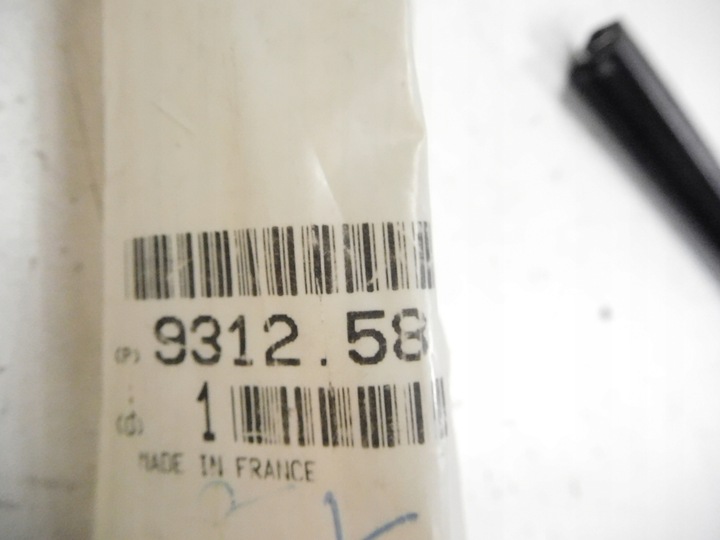 (P) 9312.58
(d) 1
MADE IN FRANCE